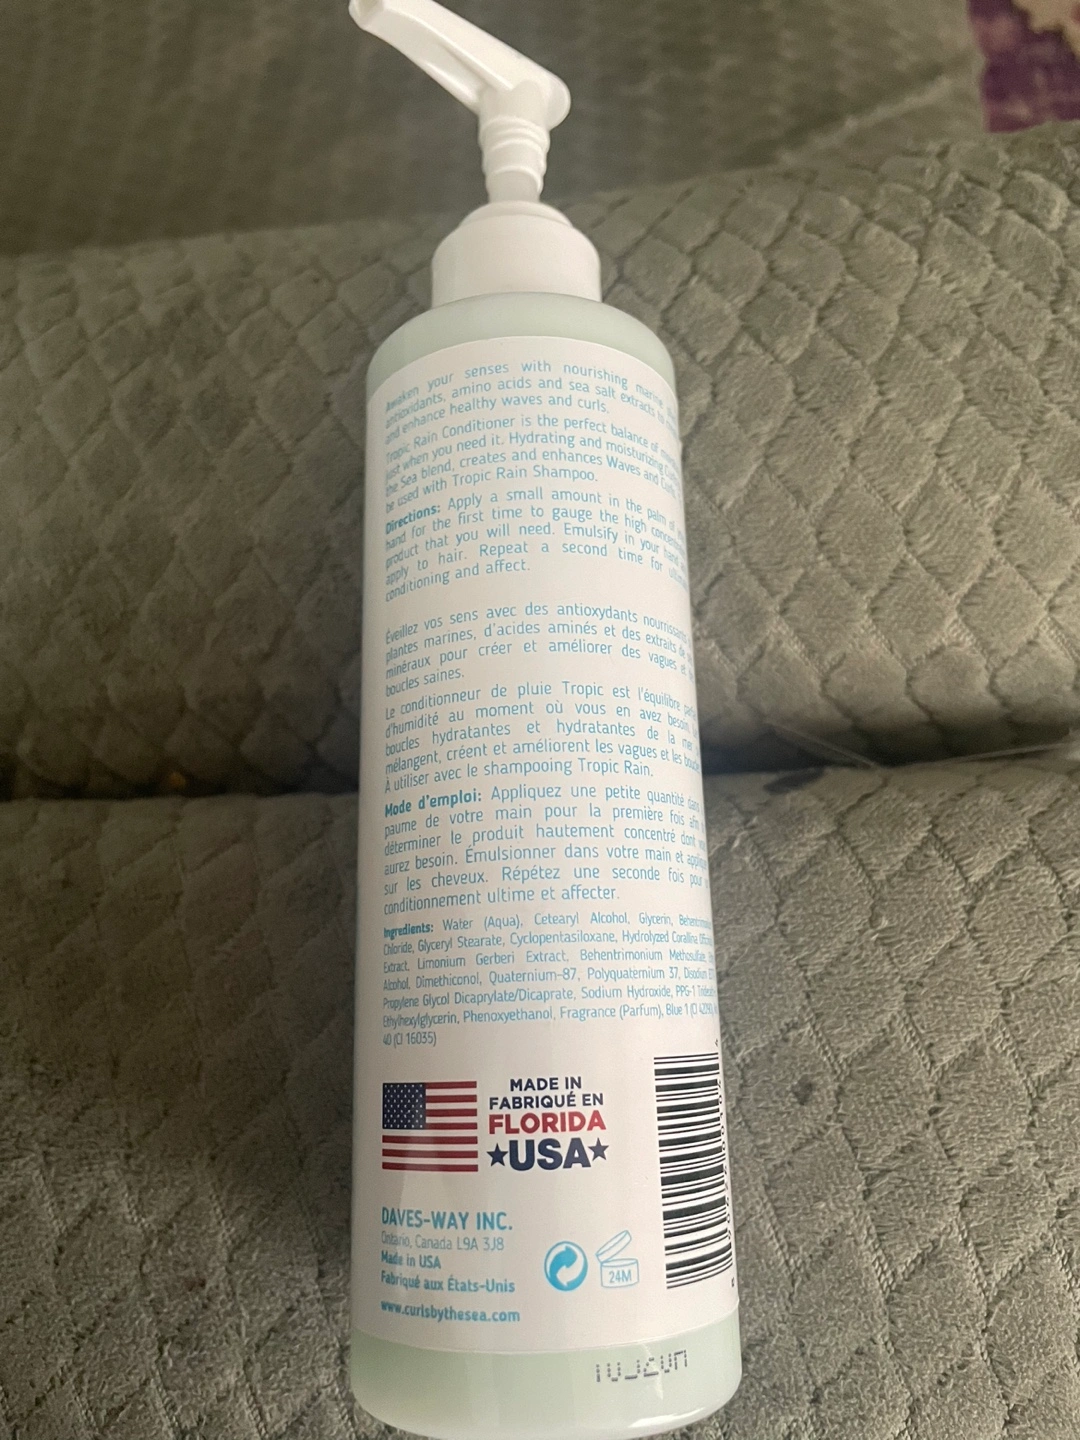 Awaken your senses with nourishing marine
antioxidants, amino acids and sea salt extracts to
and enhance healthy waves and curls.
Tropic Rain Conditioner is the perfect balance of
just when you need it. Hydrating and moisturizing
the Sea blend, creates and enhances Waves and Curls.
be used with Tropic Rain Shampoo.
Directions: Apply a small amount in the palm of
hand for the first time to gauge the high
product that you will need. Emulsify in your hand
apply to hair. Repeat a second time for
conditioning and affect.
Éveillez vos sens avec des antioxydants
plantes marines, d'acides aminés et des extraits de
minéraux pour créer et améliorer des vagues et
boucles saines.
Le conditionneur de pluie Tropic est l'équilibre
d'humidité au moment où vous en avez besoin.
boucles hydratantes et hydratantes de la mer
mélangent, créent et améliorent les vagues et les
À utiliser avec le shampooing Tropic Rain.
Mode d'emploi: Appliquez une petite quantité dans
paume de votre main pour la première fois afin
déterminer le produit hautement concentré dont
aurez besoin. Émulsionner dans votre main et
sur les cheveux. Répétez une seconde fois pour
conditionnement ultime et affecter.
Ingredients: Water (Aqua), Cetearyl Alcohol, Glycerin,
Chloride, Glyceryl Stearate, Cyclopentasiloxane, Hydrolyzed Corallina
Extract, Limonium Gerberi Extract, Behentrimonium Methosulfate,
Alcohol, Dimethiconol, Quaternium-87, Polyquaternium 37, Disodium
Propylene Glycol Dicaprylate/Dicaprate, Sodium Hydroxide, PPG-1
Ethylhexylglycerin, Phenoxyethanol, Fragrance (Parfum), Blue 1 (CI 42090),
40 (CI 16035)
MADE IN
FABRIQUÉ EN
FLORIDA
USA
DAVES-WAY INC.
Ontario, Canada L9A 3J8
Made in USA
Fabriqué aux États-Unis
www.curlsbythesea.com
24M